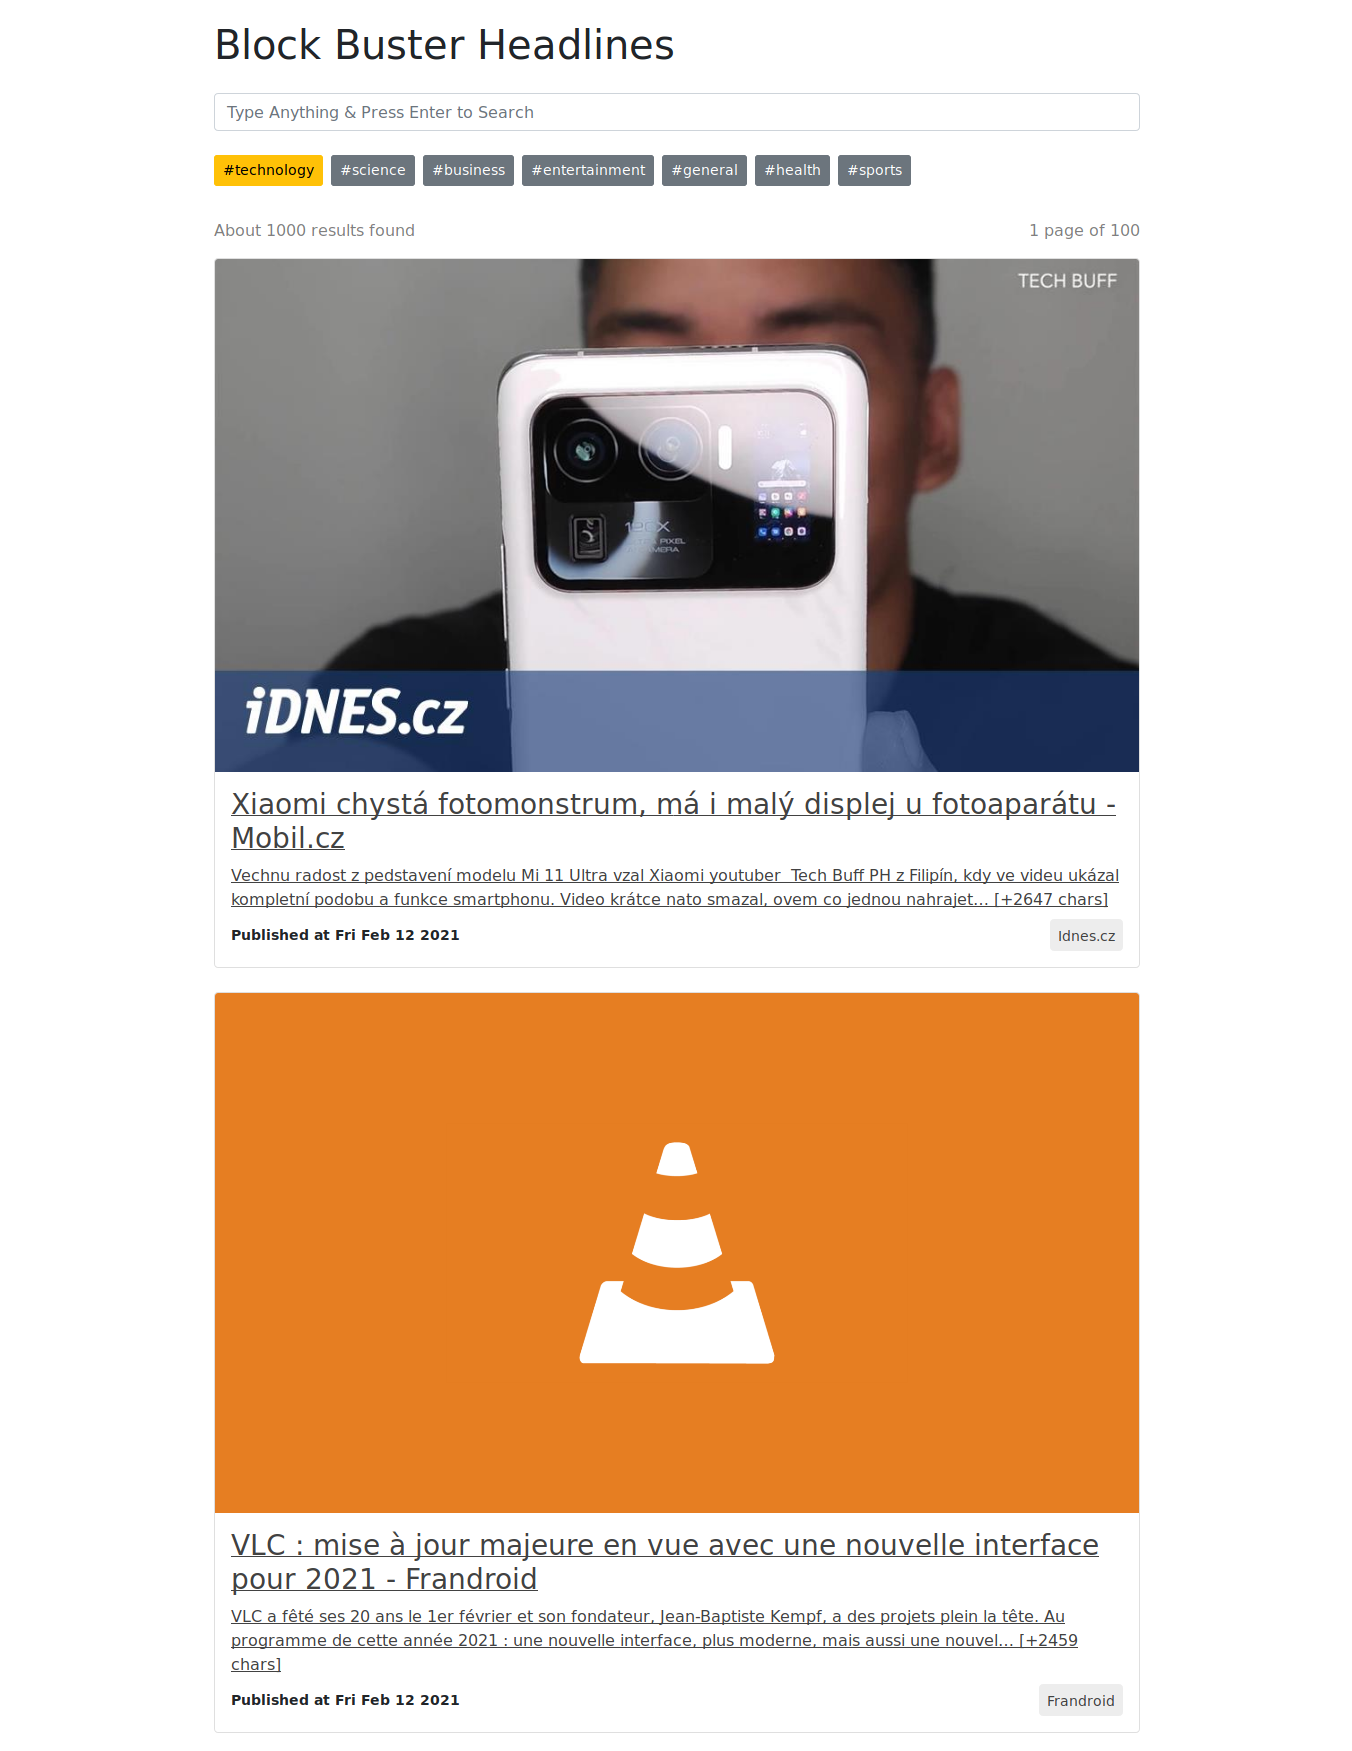 Block Buster Headlines
Type Anything & Press Enter to Search
#technology #science #business #entertainment #general #health #sports
About 1000 results found 1 page of 100
TECH BUFF
120X
iDNES.cz
Xiaomi chystá fotomonstrum, má i malý displej u fotoaparátu -
Mobil.cz
Vechnu radost z pedstavení modelu Mi 11 Ultra vzal Xiaomi youtuber  Tech Buff PH z Filipín, kdy ve videu ukázal
kompletní podobu a funkce smartphonu. Video krátce nato smazal, ovem co jednou nahrajet… [+2647 chars]
Published at Fri Feb 12 2021 Idnes.cz
VLC : mise à jour majeure en vue avec une nouvelle interface
pour 2021 - Frandroid
VLC a fêté ses 20 ans le 1er février et son fondateur, Jean-Baptiste Kempf, a des projets plein la tête. Au
programme de cette année 2021 : une nouvelle interface, plus moderne, mais aussi une nouvel… [+2459
chars]
Published at Fri Feb 12 2021 Frandroid